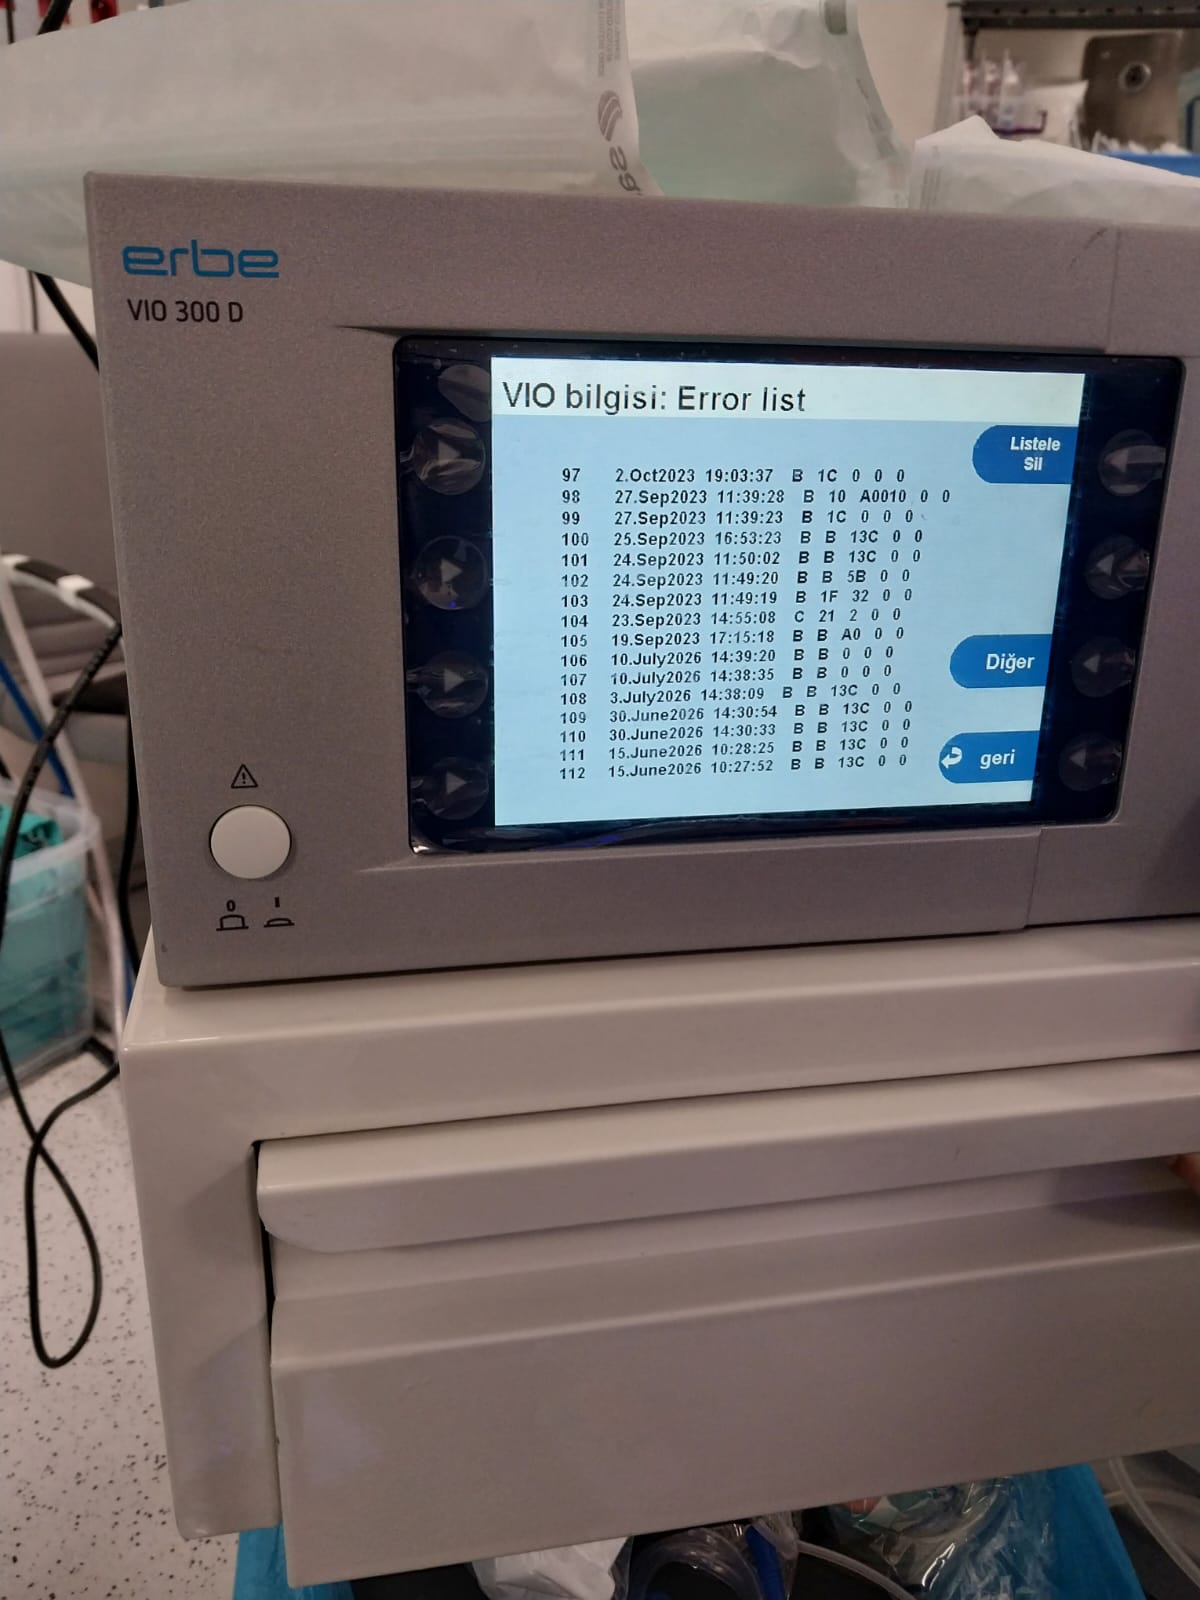 erbe
VIO 300 D
VIO bilgisi: Error list
Listele
Sil
97 2.Oct2023 19:03:37 B 1C 0 0 0
98 27.Sep2023 11:39:28 B 10 A0010 0 0
99 27.Sep2023 11:39:23 B 1C 0 0 0
100 25.Sep2023 16:53:23 B B 13C 0 0
101 24.Sep2023 11:50:02 B B 13C 0 0
102 24.Sep2023 11:49:20 B B 5B 0 0
103 24.Sep2023 11:49:19 B 1F 32 0 0
104 23.Sep2023 14:55:08 C 21 2 0 0
105 19.Sep2023 17:15:18 B B A0 0 0
106 10.July2026 14:39:20 B B 0 0 0
107 10.July2026 14:38:35 B B 0 0 0
108 3.July2026 14:38:09 B B 13C 0 0
109 30.June2026 14:30:54 B B 13C 0 0
110 30.June2026 14:30:33 B B 13C 0 0
111 15.June2026 10:28:25 B B 13C 0 0
112 15.June2026 10:27:52 B B 13C 0 0
Diğer
geri
0 I